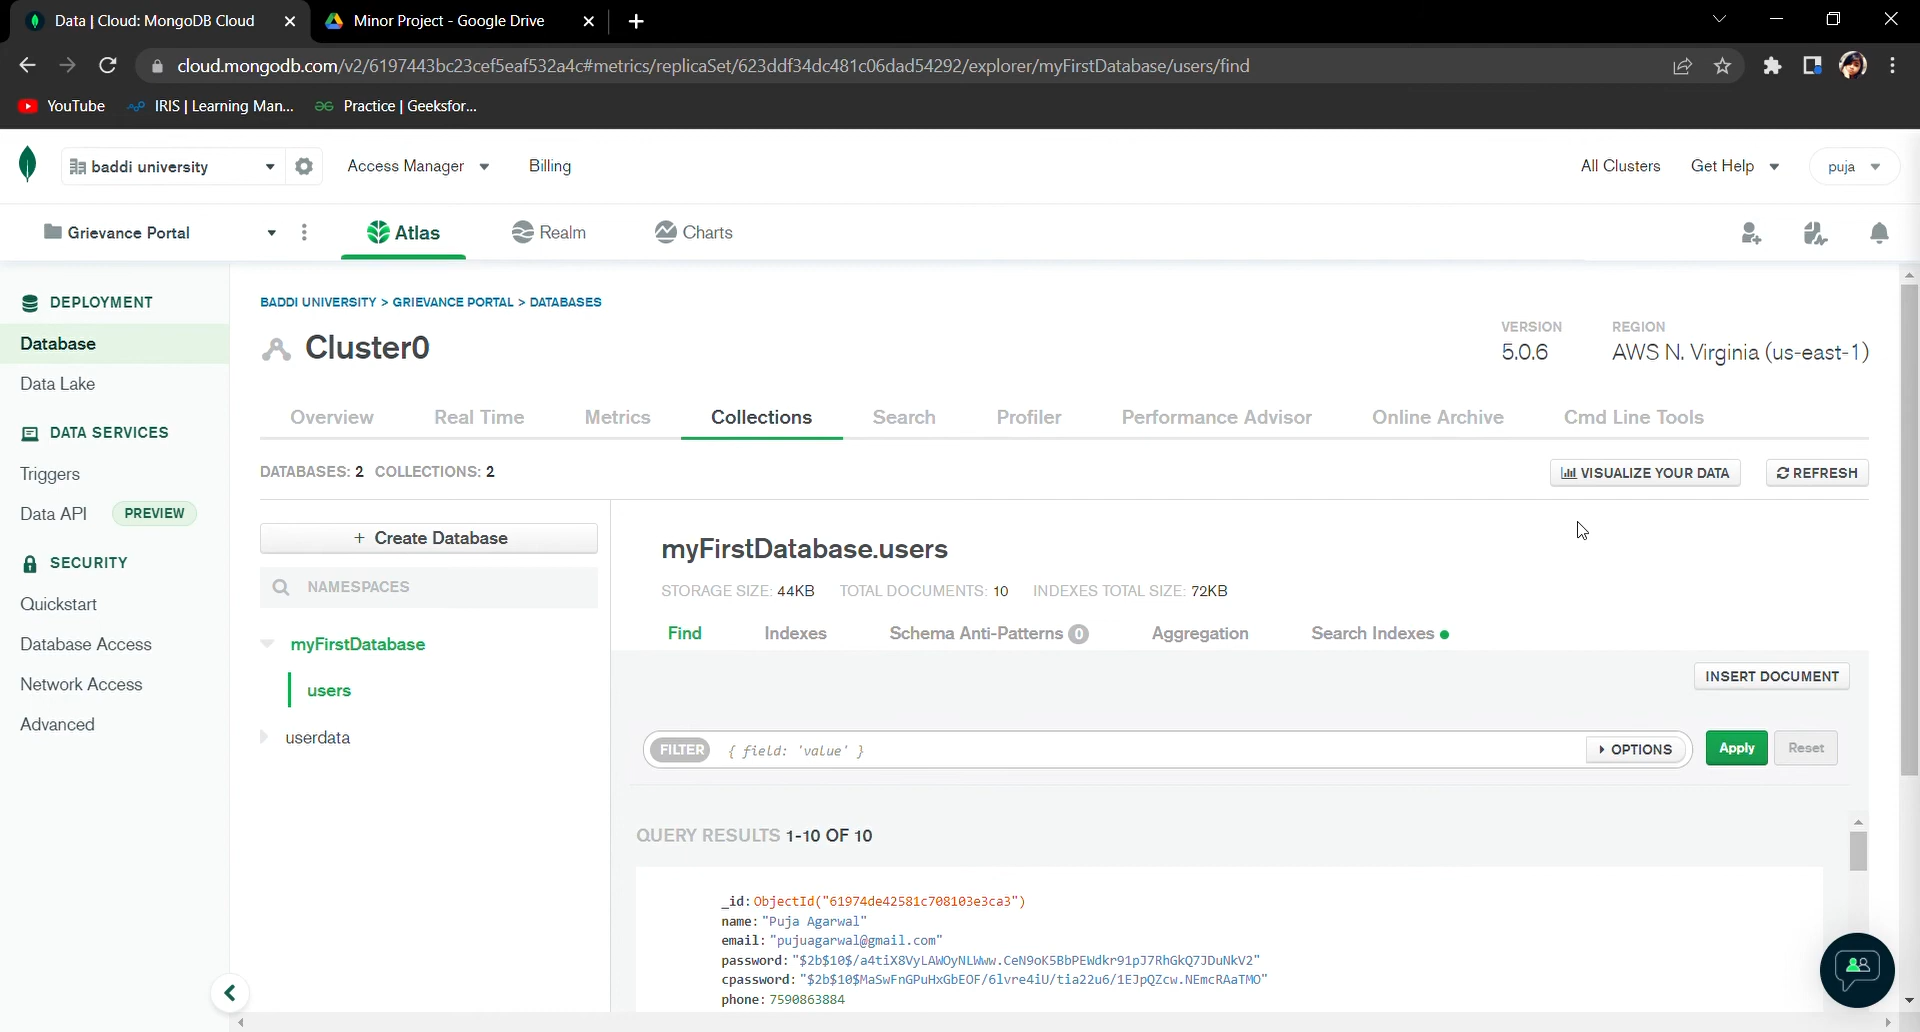 Data | Cloud: MongoDB Cloud
Minor Project - Google Drive
cloud.mongodb.com/v2/6197443bc23cef5eaf532a4c#metrics/replicaSet/623ddf34dc481c06dad54292/explorer/myFirstDatabase/users/find
YouTube
IRIS | Learning Man...
Practice | Geeksfor...
baddi university
Access Manager
Billing
All Clusters
Get Help
puja
Grievance Portal
Atlas
Realm
Charts
DEPLOYMENT
Database
Data Lake
DATA SERVICES
Triggers
Data API PREVIEW
SECURITY
Quickstart
Database Access
Network Access
Advanced
BADDI UNIVERSITY > GRIEVANCE PORTAL > DATABASES
Cluster0
VERSION
5.0.6
REGION
AWS N. Virginia (us-east-1)
Overview
Real Time
Metrics
Collections
Search
Profiler
Performance Advisor
Online Archive
Cmd Line Tools
DATABASES: 2 COLLECTIONS: 2
VISUALIZE YOUR DATA
REFRESH
+ Create Database
NAMESPACES
myFirstDatabase
users
userdata
myFirstDatabase.users
STORAGE SIZE: 44KB TOTAL DOCUMENTS: 10 INDEXES TOTAL SIZE: 72KB
Find
Indexes
Schema Anti-Patterns 0
Aggregation
Search Indexes
INSERT DOCUMENT
FILTER { field: 'value' }
OPTIONS
Apply
Reset
QUERY RESULTS 1-10 OF 10
_id: ObjectId("61974de42581c708103e3ca3")
name: "Puja Agarwal"
email: "pujuagarwal@gmail.com"
password: "$2b$10$/a4tiX8VyLAWOyNLWww.CeN9oK5BbPEWdkr91pJ7RhGkQ7JDuNkV2"
cpassword: "$2b$10$MaSwFnGPuHxGbEOF/6lvre4iU/tia22u6/1EJpQZcw.NEmcRAaTMO"
phone: 7590863884